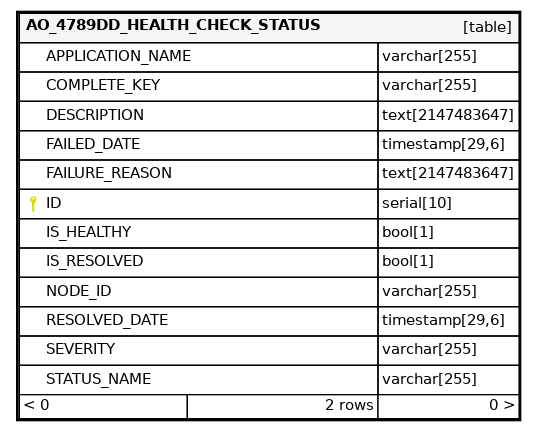 AO_4789DD_HEALTH_CHECK_STATUS [table]
APPLICATION_NAME varchar[255]
COMPLETE_KEY varchar[255]
DESCRIPTION text[2147483647]
FAILED_DATE timestamp[29,6]
FAILURE_REASON text[2147483647]
ID serial[10]
IS_HEALTHY bool[1]
IS_RESOLVED bool[1]
NODE_ID varchar[255]
RESOLVED_DATE timestamp[29,6]
SEVERITY varchar[255]
STATUS_NAME varchar[255]
< 0 2 rows 0 >